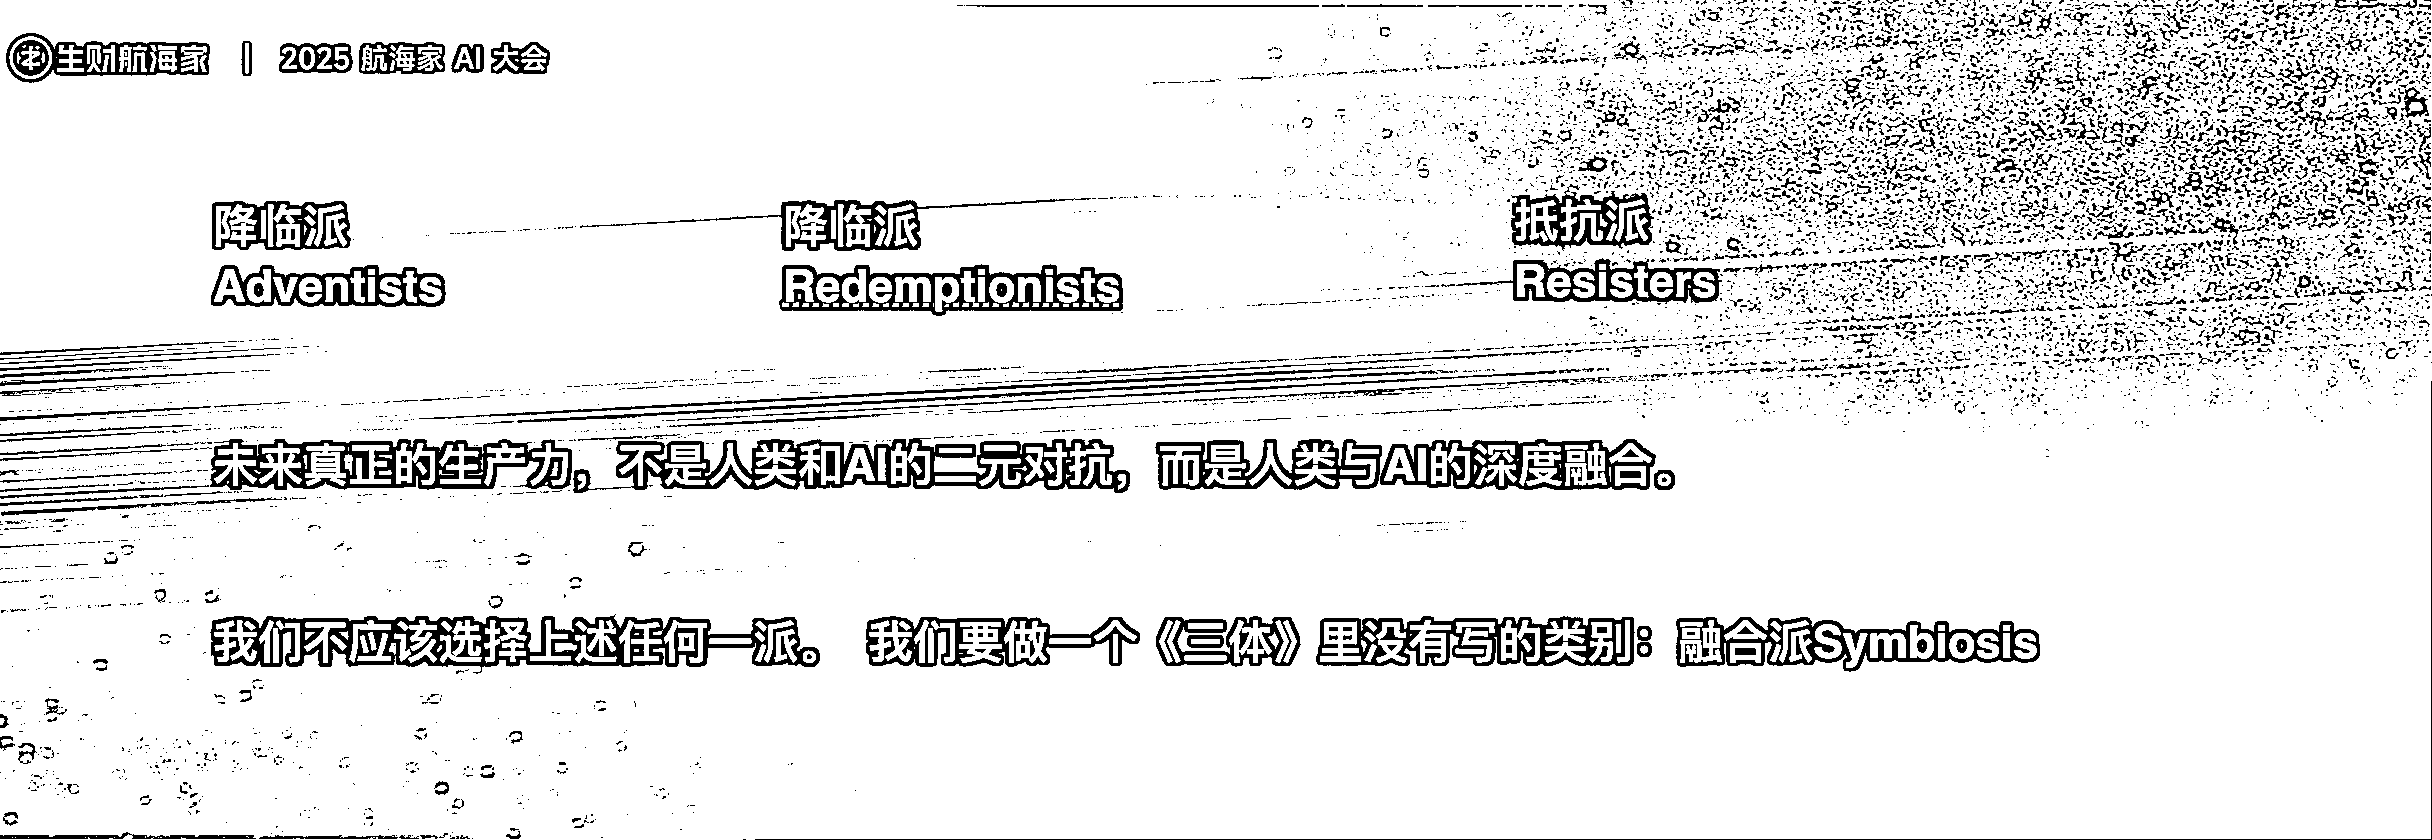 生财航海家 | 2025 航海家 AI 大会
降临派 降临派 抵抗派
Adventists Redemptionists Resisters
未来真正的生产力，不是人类和AI的二元对抗，而是人类与AI的深度融合。
我们不应该选择上述任何一派。 我们要做一个《三体》里没有写的类别：融合派Symbiosis